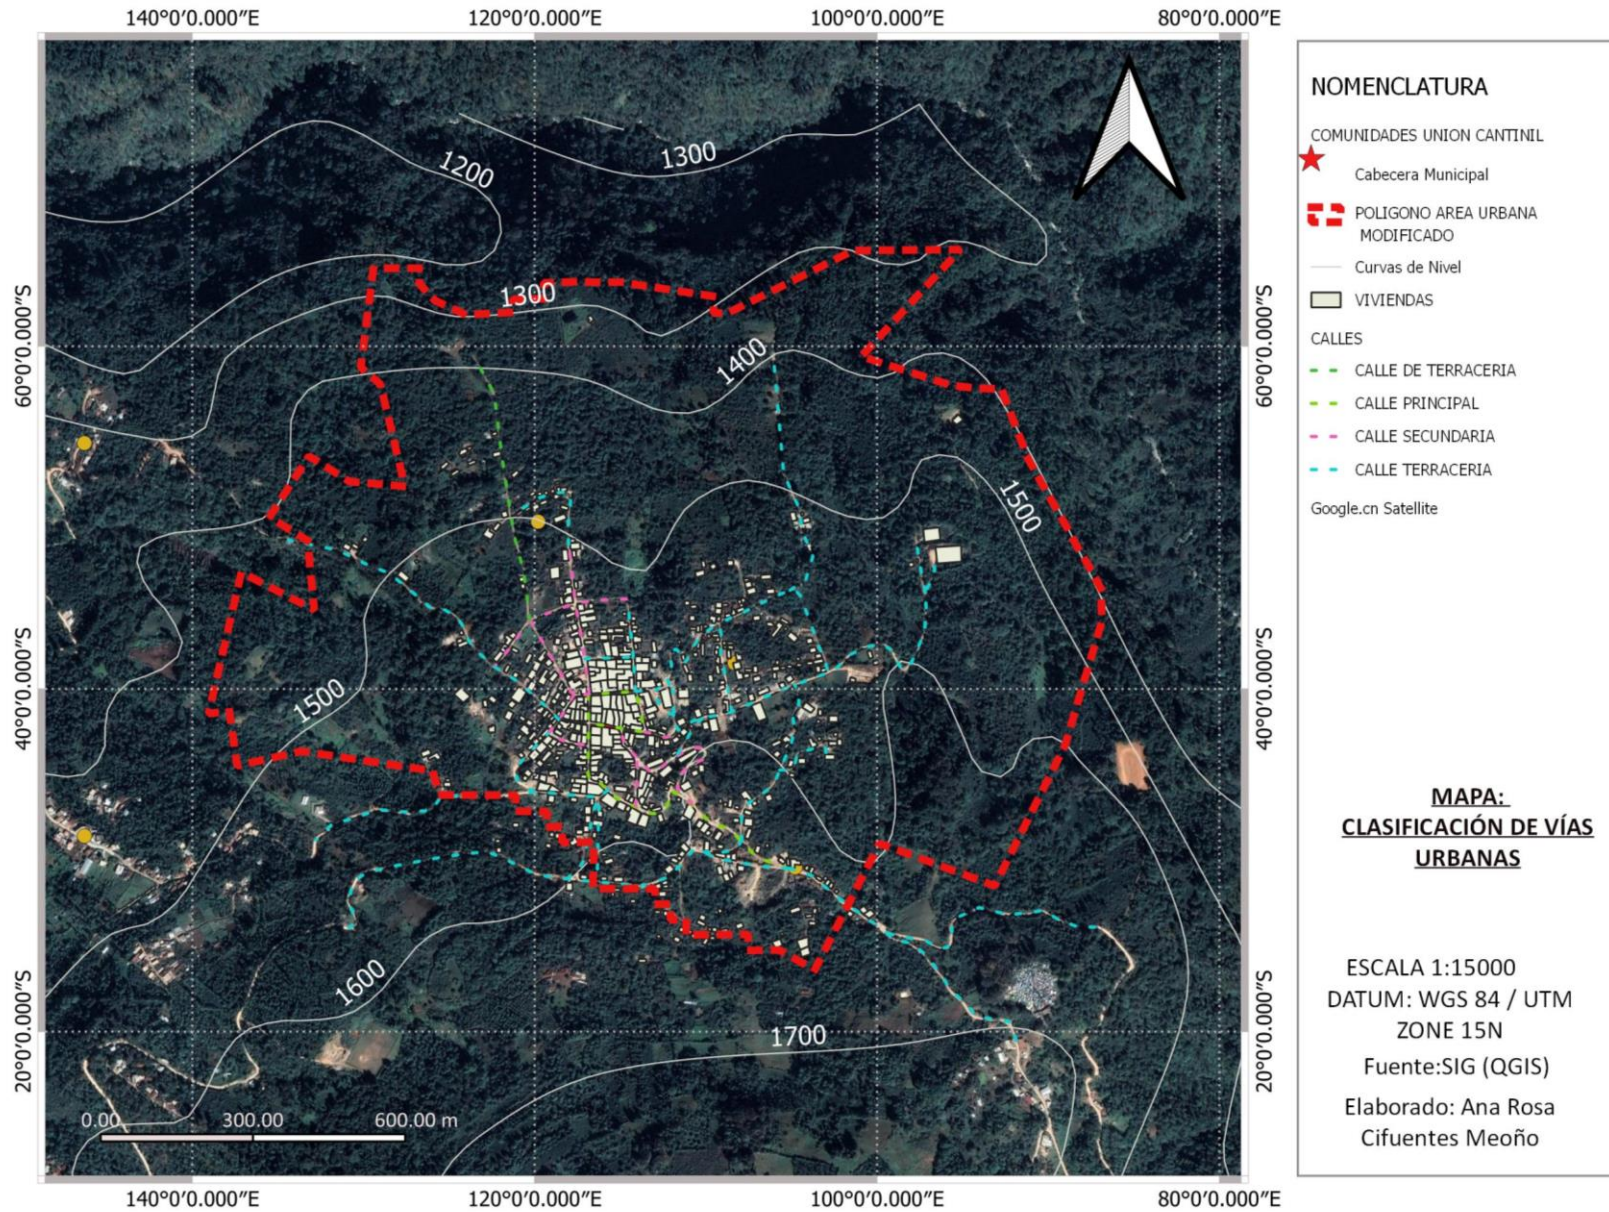 140°0'0.000″E
120°0'0.000″E
100°0'0.000″E
80°0'0.000″E
60°0'0.000″S
40°0'0.000″S
20°0'0.000″S
1200
1300
1300
1400
1500
1500
1600
1700
0.00
300.00
600.00 m
60°0'0.000″S
40°0'0.000″S
20°0'0.000″S
140°0'0.000″E
120°0'0.000″E
100°0'0.000″E
80°0'0.000″E
NOMENCLATURA
COMUNIDADES UNION CANTINIL
Cabecera Municipal
POLIGONO AREA URBANA
MODIFICADO
Curvas de Nivel
VIVIENDAS
CALLES
CALLE DE TERRACERIA
CALLE PRINCIPAL
CALLE SECUNDARIA
CALLE TERRACERIA
Google.cn Satellite
MAPA:
CLASIFICACIÓN DE VÍAS
URBANAS
ESCALA 1:15000
DATUM: WGS 84 / UTM
ZONE 15N
Fuente:SIG (QGIS)
Elaborado: Ana Rosa
Cifuentes Meoño